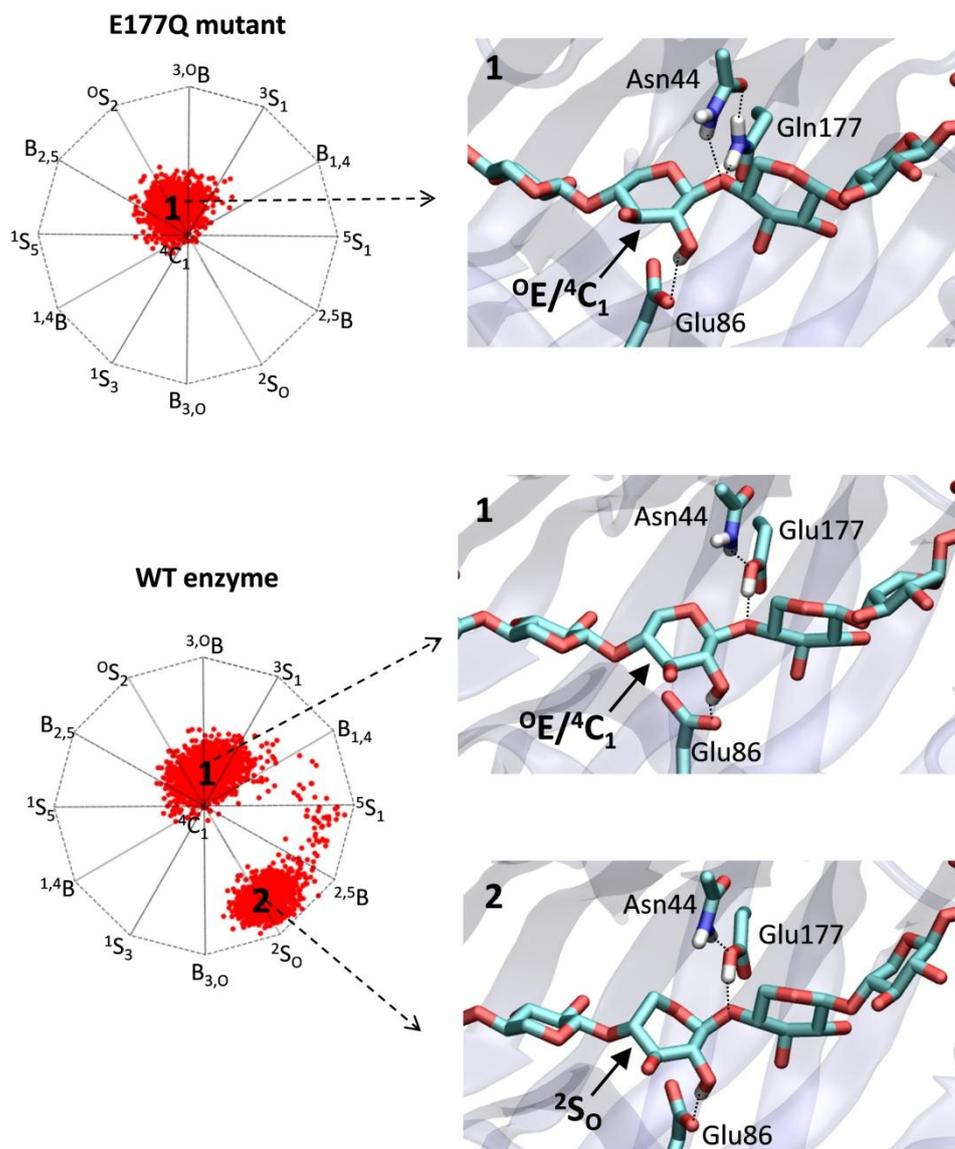 E177Q mutant
³,ᴼB
ᴼS₂
³S₁
B₂,₅
B₁,₄
1
¹S₅
⁴C₁
⁵S₁
¹,⁴B
²,⁵B
¹S₃
²Sₒ
B₃,ₒ
1
Asn44
Gln177
ᴼE/⁴C₁
Glu86
WT enzyme
³,ᴼB
ᴼS₂
³S₁
B₂,₅
B₁,₄
1
¹S₅
⁴C₁
⁵S₁
¹,⁴B
2
²,⁵B
¹S₃
²Sₒ
B₃,ₒ
1
Asn44
Glu177
ᴼE/⁴C₁
Glu86
2
Asn44
Glu177
²Sₒ
Glu86